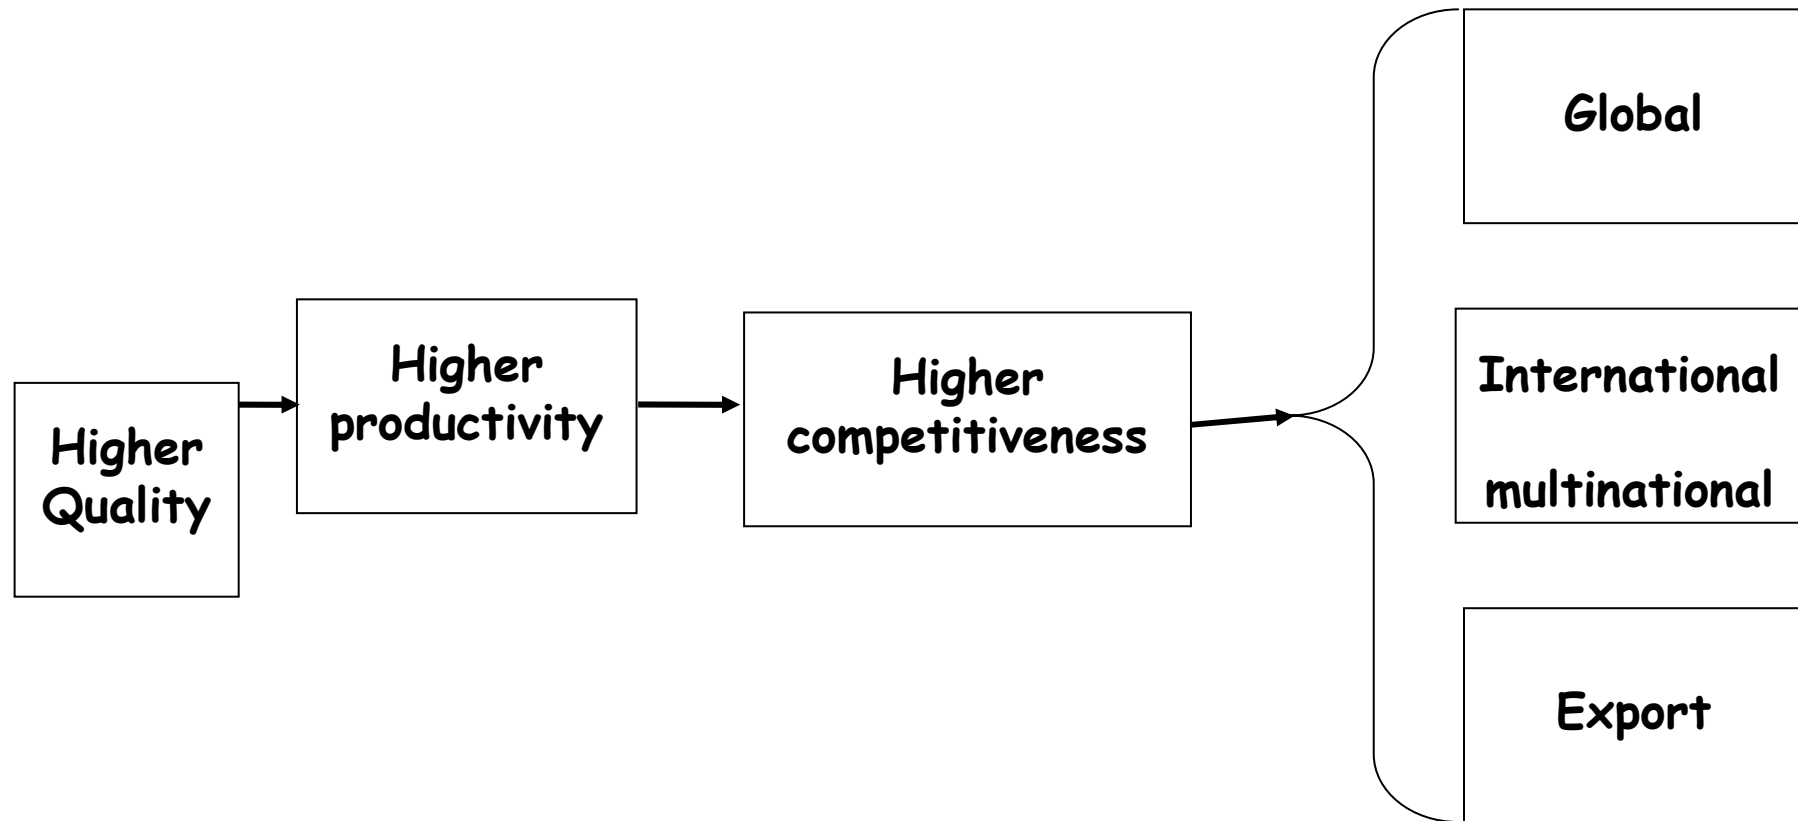 Higher
Quality
Higher
productivity
Higher
competitiveness
Global
International
multinational
Export